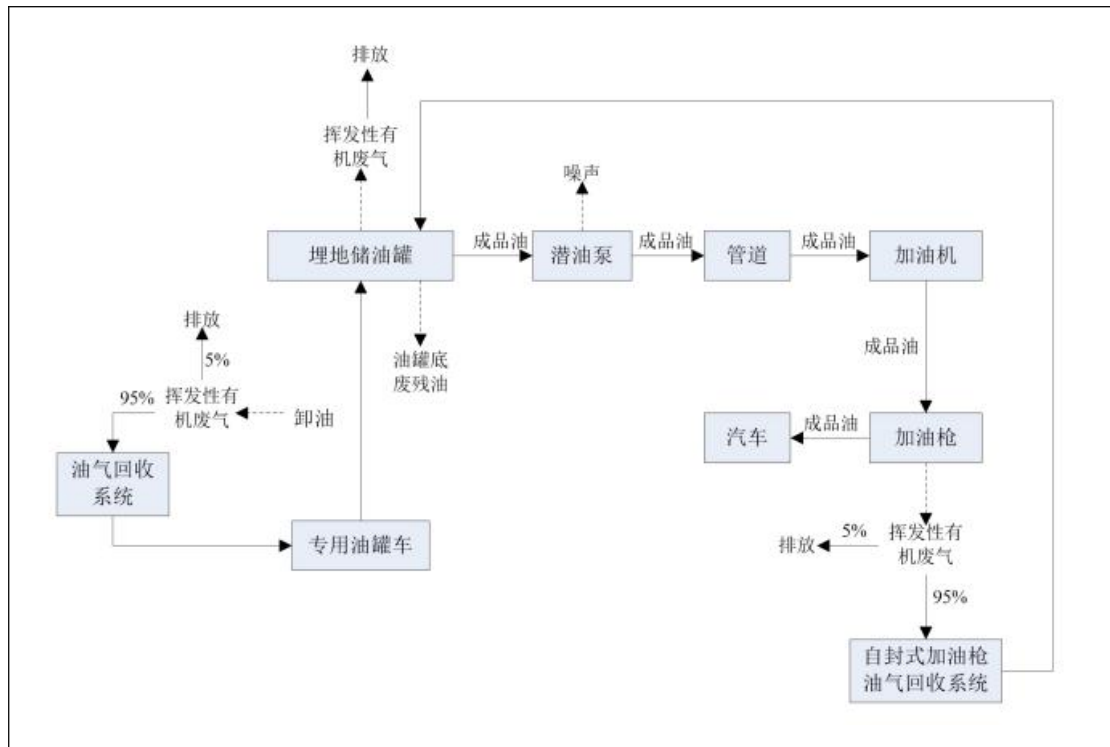 排放
挥发性有
机废气
噪声
埋地储油罐
成品油
潜油泵
成品油
管道
成品油
加油机
排放
5%
95%
挥发性有
机废气
卸油
油罐底
废残油
成品油
汽车
成品油
加油枪
油气回收
系统
专用油罐车
排放
5%
挥发性有
机废气
95%
自封式加油枪
油气回收系统